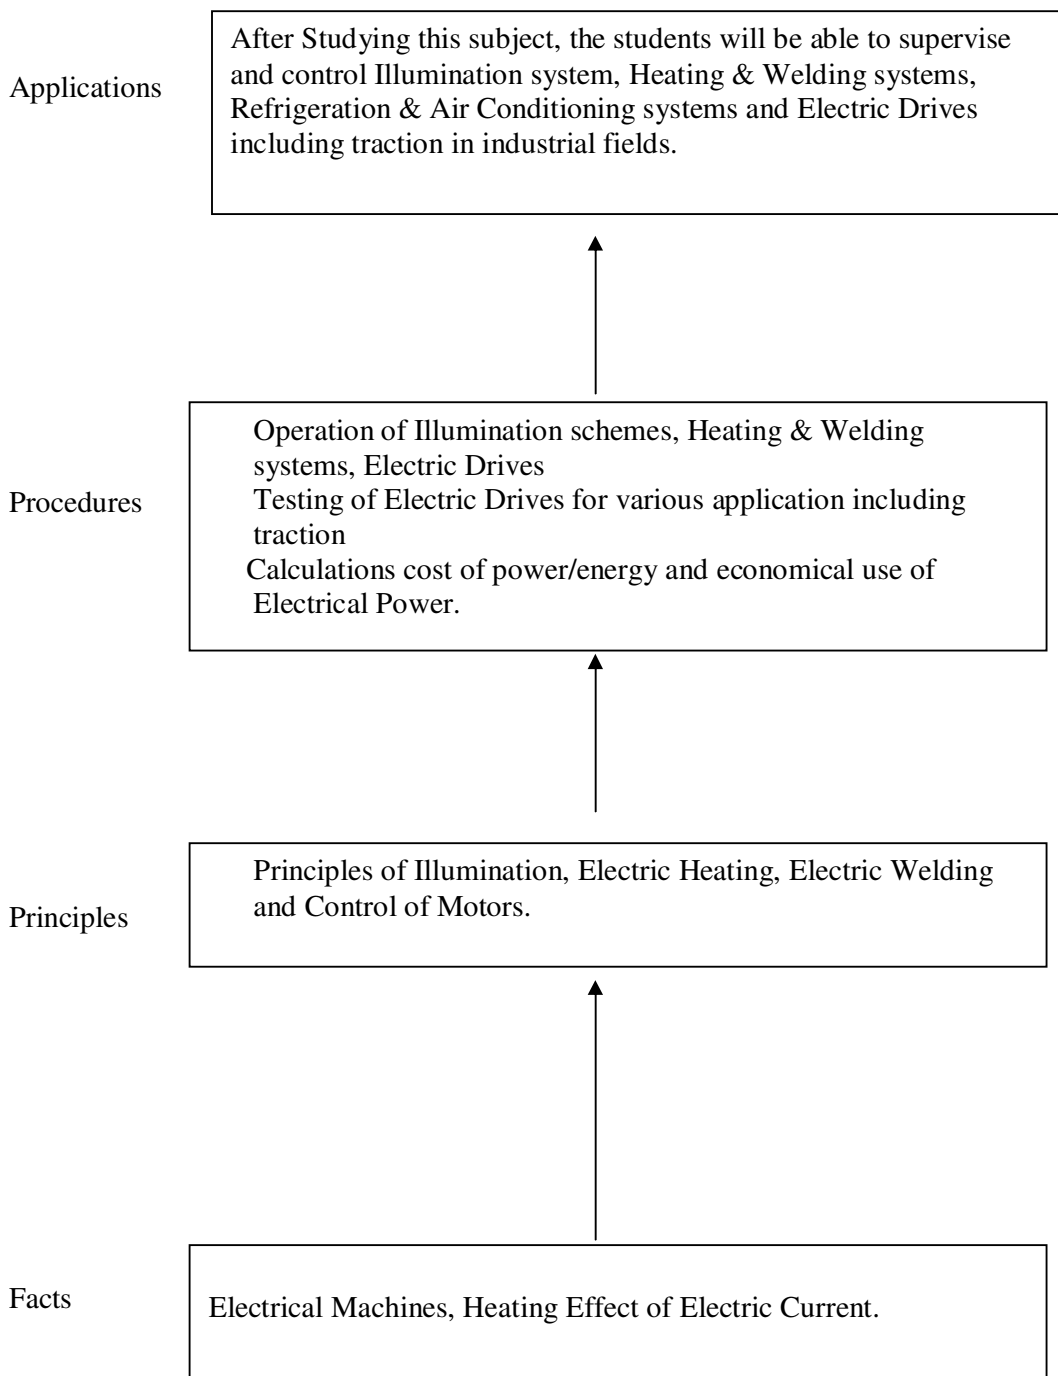 Applications
After Studying this subject, the students will be able to supervise
and control Illumination system, Heating & Welding systems,
Refrigeration & Air Conditioning systems and Electric Drives
including traction in industrial fields.
Procedures
Operation of Illumination schemes, Heating & Welding
systems, Electric Drives
Testing of Electric Drives for various application including
traction
Calculations cost of power/energy and economical use of
Electrical Power.
Principles
Principles of Illumination, Electric Heating, Electric Welding
and Control of Motors.
Facts
Electrical Machines, Heating Effect of Electric Current.